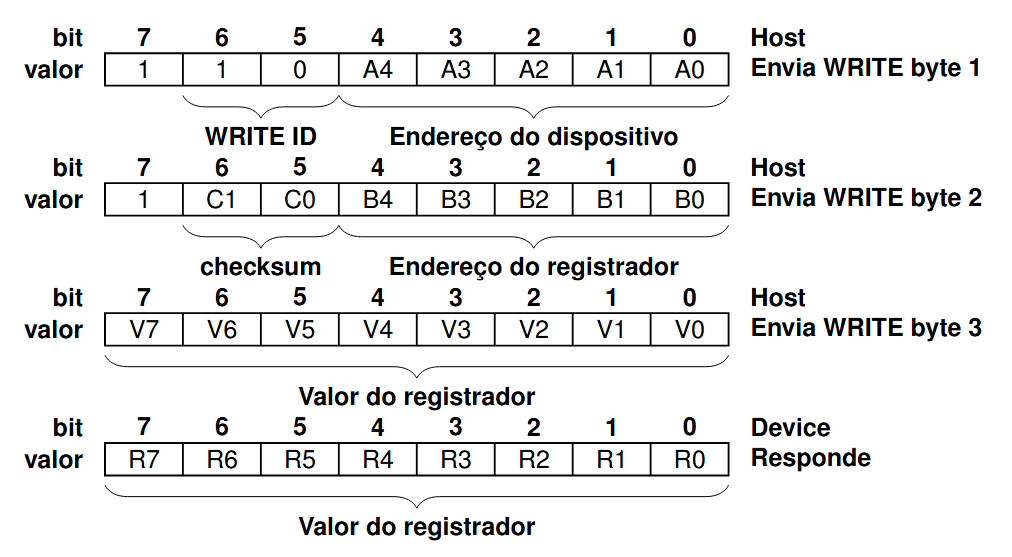 bit 7 6 5 4 3 2 1 0 Host
valor 1 1 0 A4 A3 A2 A1 A0 Envia WRITE byte 1
WRITE ID Endereço do dispositivo
bit 7 6 5 4 3 2 1 0 Host
valor 1 C1 C0 B4 B3 B2 B1 B0 Envia WRITE byte 2
checksum Endereço do registrador
bit 7 6 5 4 3 2 1 0 Host
valor V7 V6 V5 V4 V3 V2 V1 V0 Envia WRITE byte 3
Valor do registrador
bit 7 6 5 4 3 2 1 0 Device
valor R7 R6 R5 R4 R3 R2 R1 R0 Responde
Valor do registrador